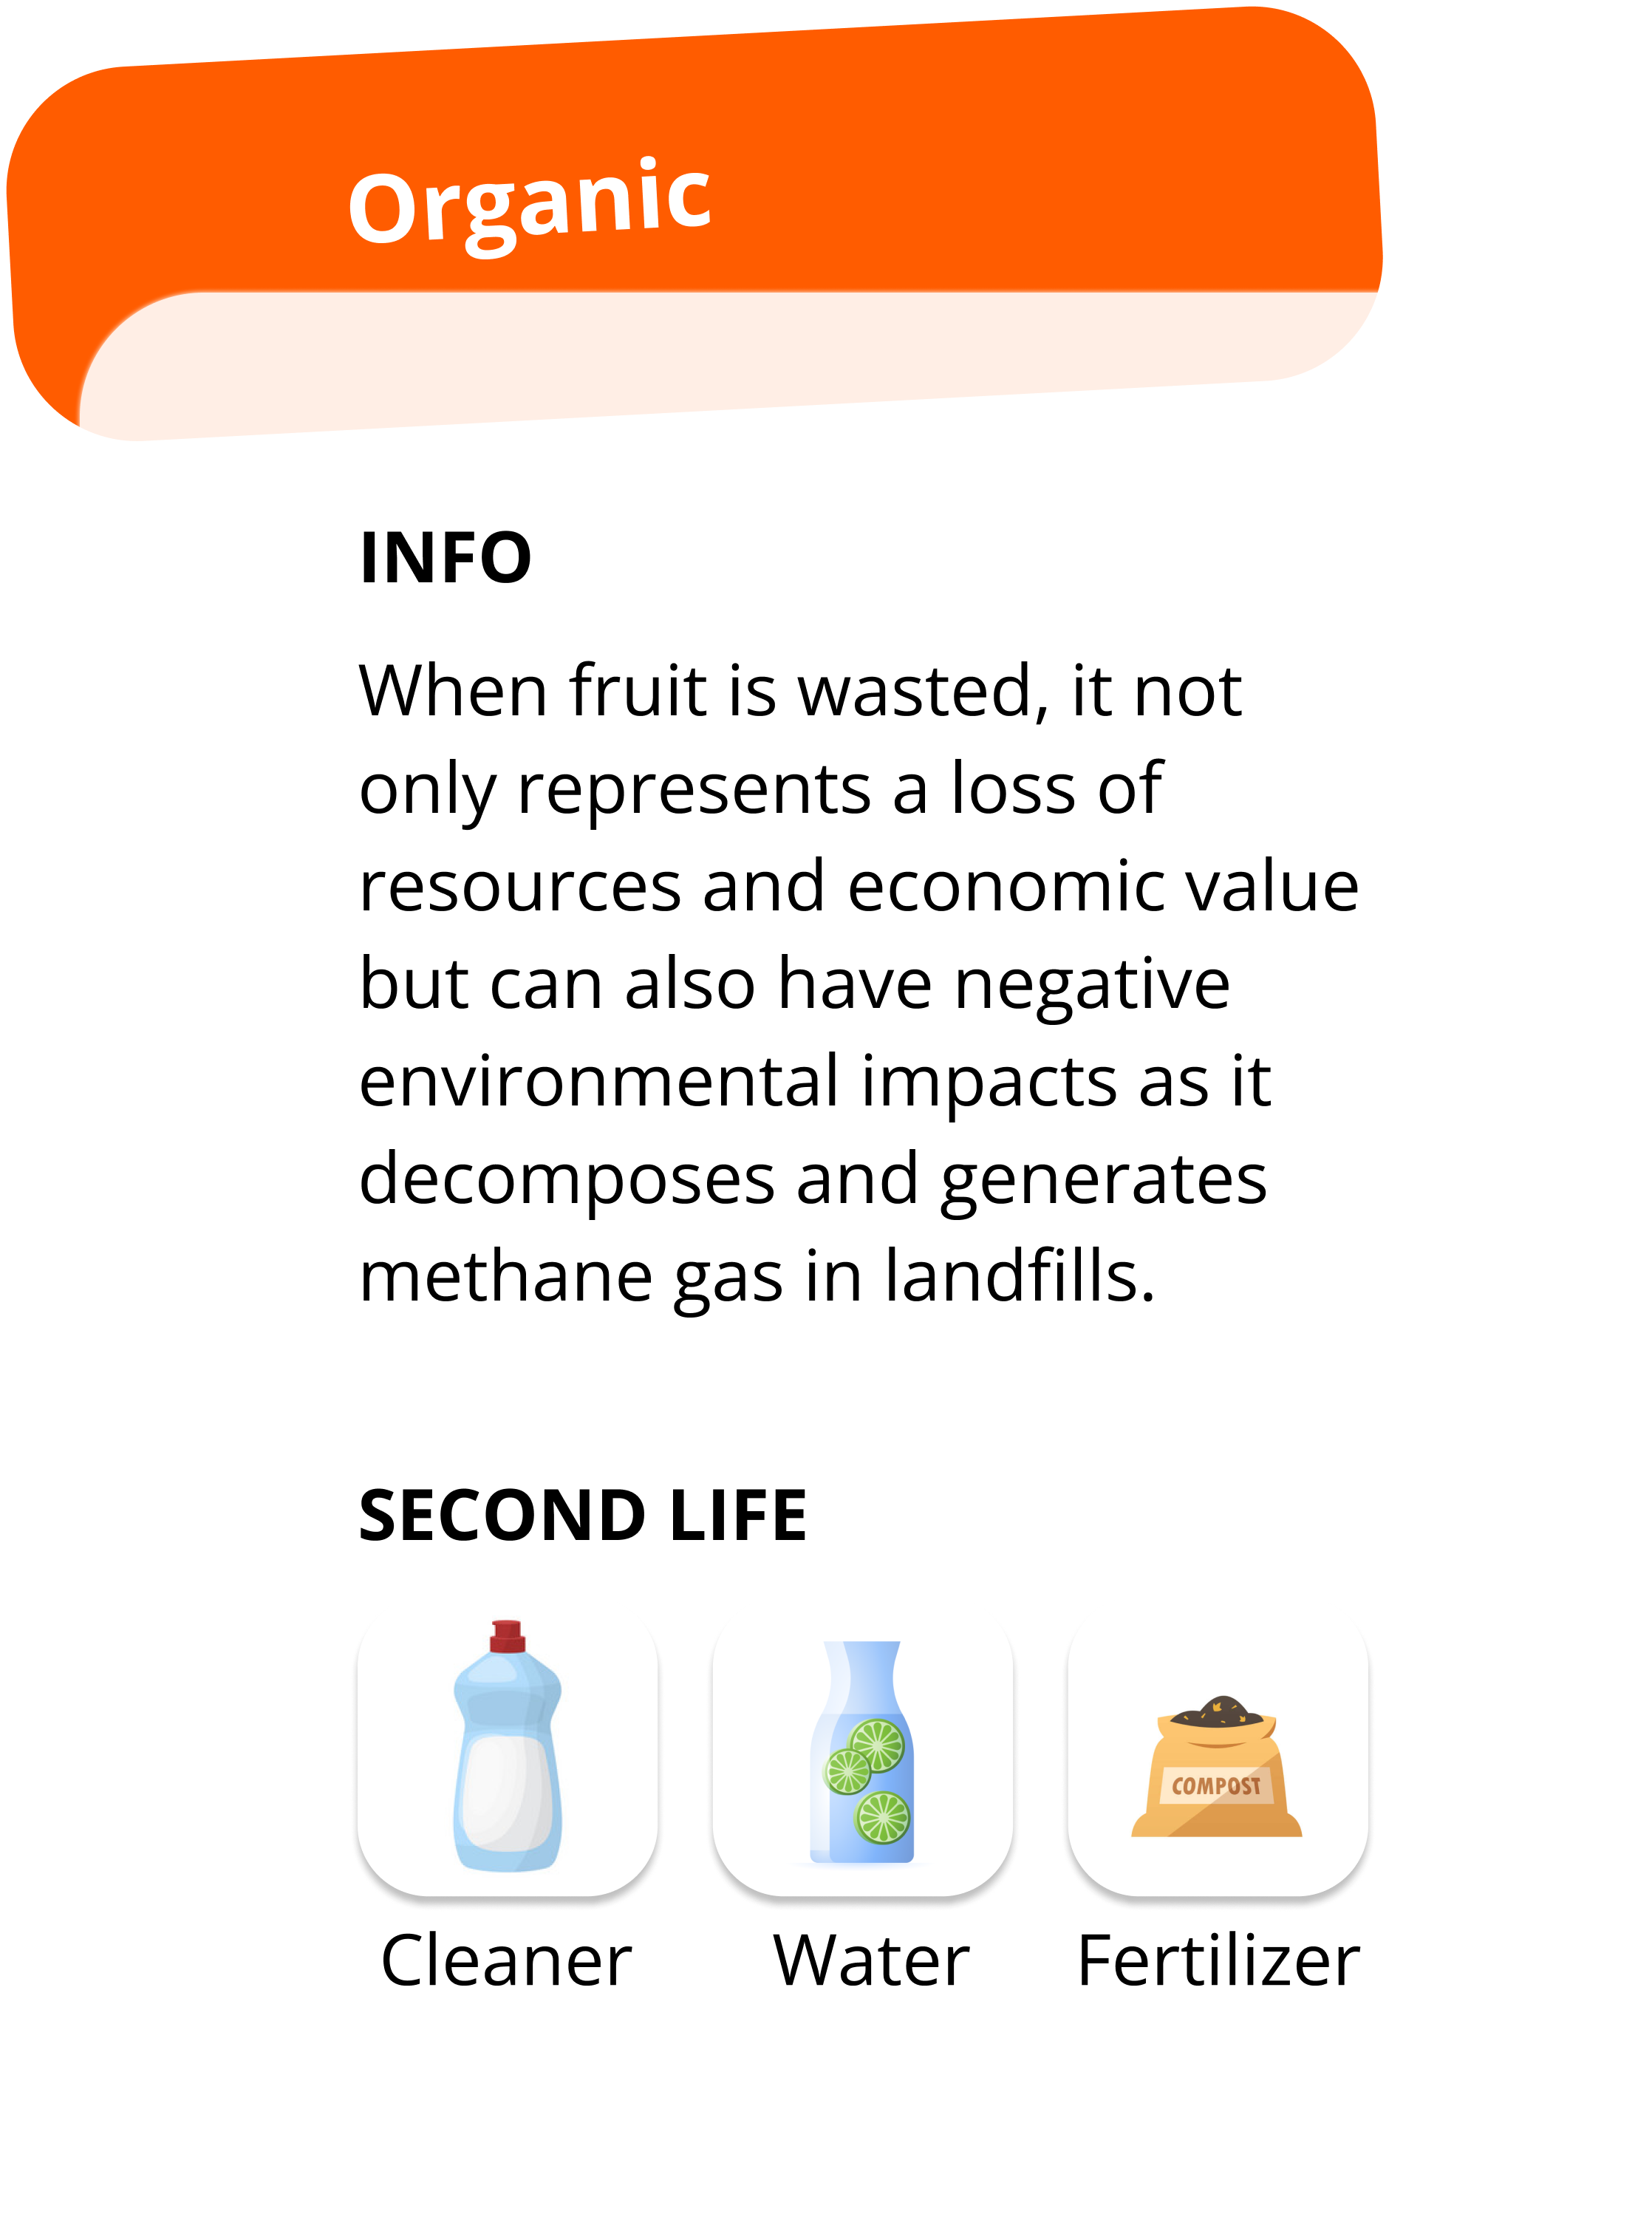 Organic
INFO
When fruit is wasted, it not
only represents a loss of
resources and economic value
but can also have negative
environmental impacts as it
decomposes and generates
methane gas in landfills.
SECOND LIFE
COMPOST
Cleaner Water Fertilizer